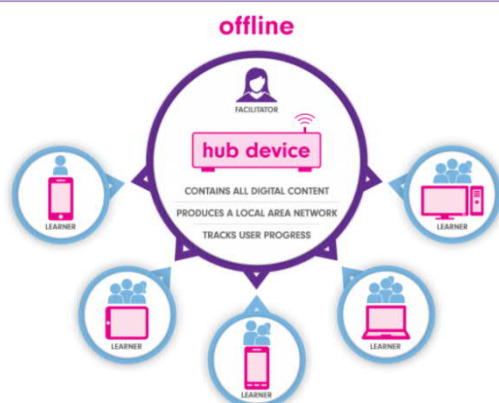 offline
FACILITATOR
hub device
CONTAINS ALL DIGITAL CONTENT
PRODUCES A LOCAL AREA NETWORK
TRACKS USER PROGRESS
LEARNER
LEARNER
LEARNER
LEARNER
LEARNER